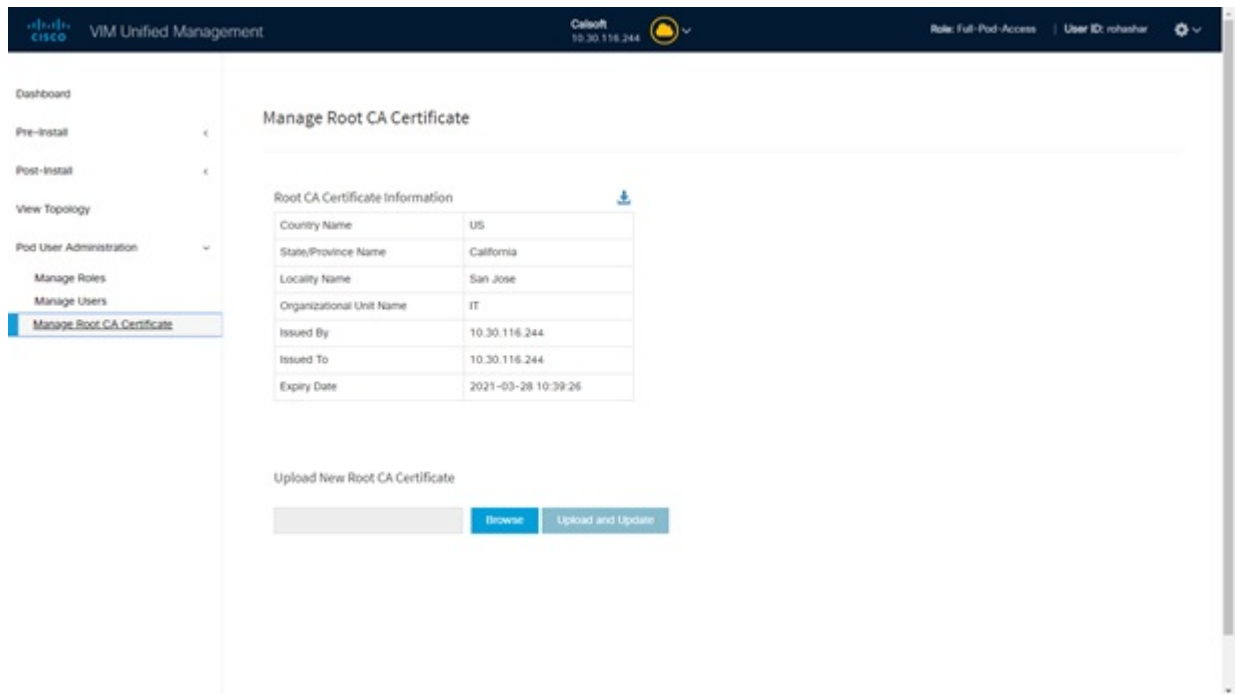 CISCO VIM Unified Management
Calsoft
10.30.116.244
Role: Full-Pod-Access | User ID: rohashar
Dashboard
Pre-Install
Post-Install
View Topology
Pod User Administration
Manage Roles
Manage Users
Manage Root CA Certificate
Manage Root CA Certificate
Root CA Certificate Information
Country Name US
State/Province Name California
Locality Name San Jose
Organizational Unit Name IT
Issued By 10.30.116.244
Issued To 10.30.116.244
Expiry Date 2021-03-28 10:39:26
Upload New Root CA Certificate
Browse Upload and Update